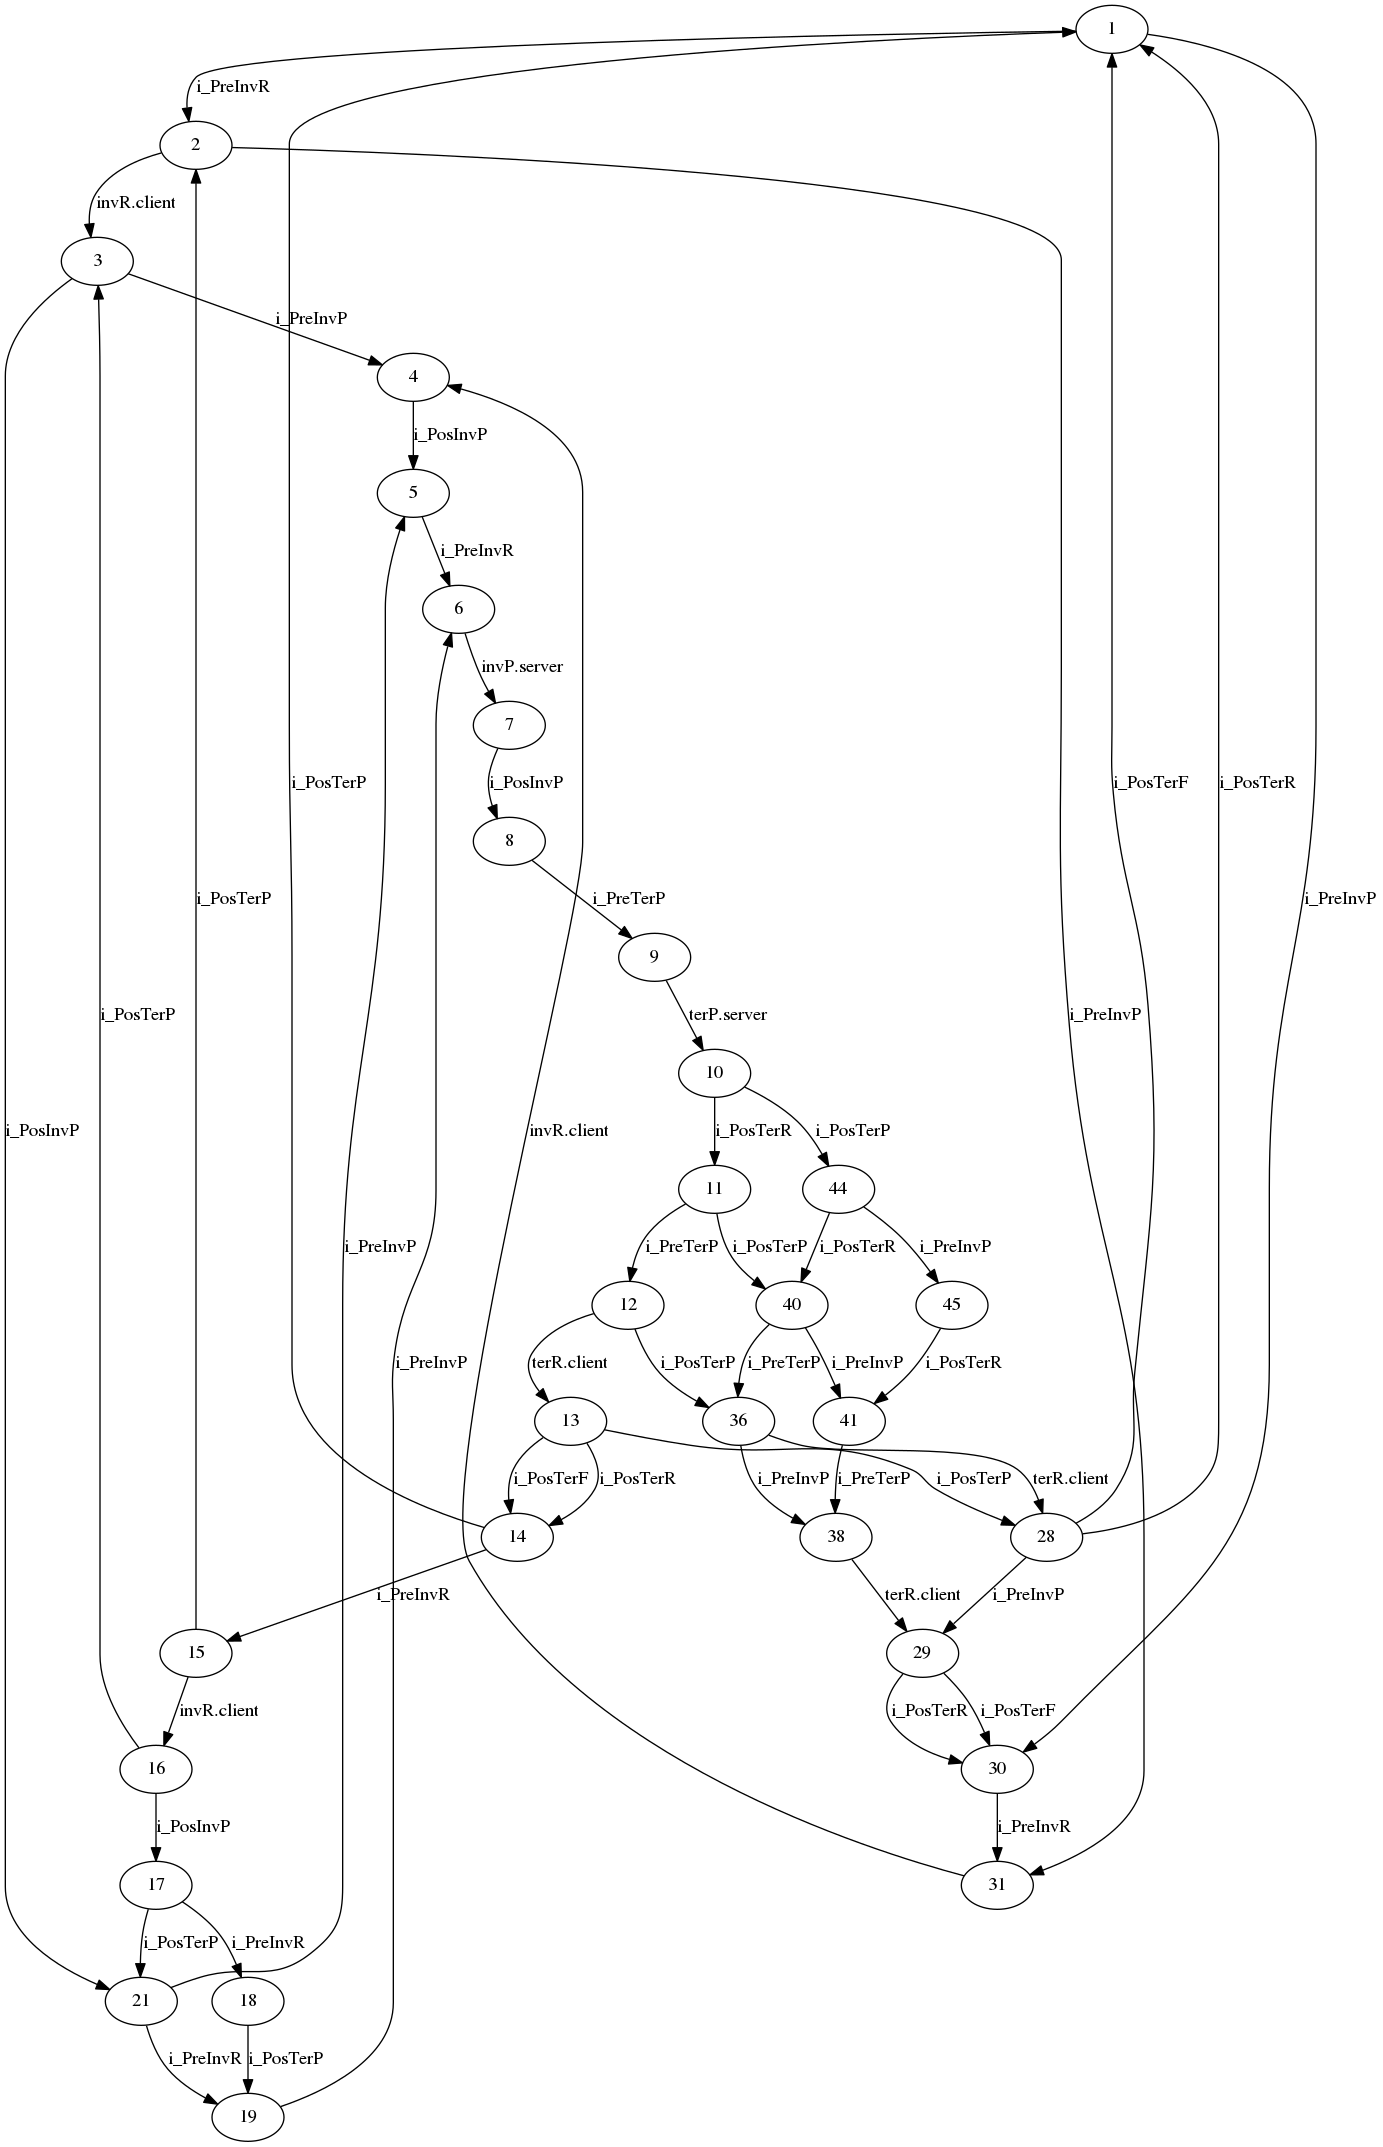 1
i_PreInvR
2
invR.client
3
i_PreInvP
4
i_PosInvP
5
i_PreInvR
6
invP.server
7
i_PosTerP
i_PosInvP
i_PosTerF
i_PosTerR
8
i_PosTerP
i_PreTerP
i_PreInvP
9
i_PosTerP
terP.server
i_PreInvP
10
i_PosInvP
invR.client
i_PosTerR
i_PosTerP
11
44
i_PreInvP
i_PreTerP
i_PosTerP
i_PosTerR
i_PreInvP
12
40
45
i_PreInvP
terR.client
i_PosTerP
i_PreTerP
i_PreInvP
i_PosTerR
13
36
41
i_PosTerF
i_PosTerR
i_PreInvP
i_PreTerP
i_PosTerP
terR.client
14
38
28
i_PreInvR
terR.client
i_PreInvP
15
29
invR.client
i_PosTerR
i_PosTerF
16
30
i_PosInvP
i_PreInvR
17
31
i_PosTerP
i_PreInvR
21
18
i_PreInvR
i_PosTerP
19